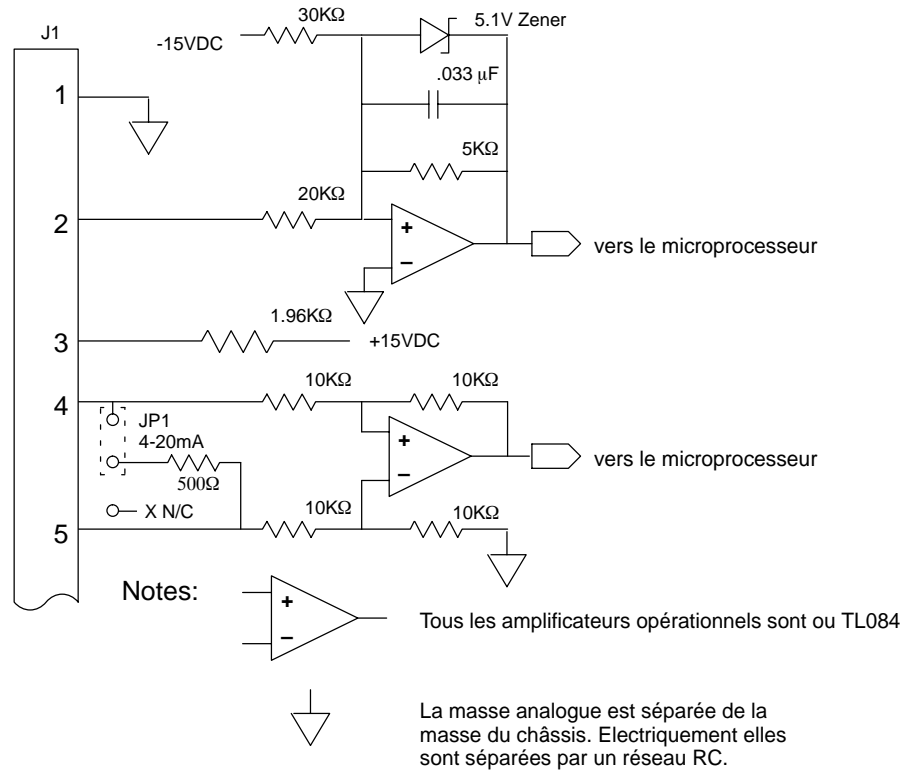 J1
30KΩ
5.1V Zener
-15VDC
.033 µF
1
5KΩ
20KΩ
2
+
−
vers le microprocesseur
1.96KΩ
3
+15VDC
10KΩ
10KΩ
4
JP1
4-20mA
+
−
vers le microprocesseur
500Ω
X N/C
10KΩ
10KΩ
5
Notes:
+
−
Tous les amplificateurs opérationnels sont ou TL084
La masse analogue est séparée de la
masse du châssis. Electriquement elles
sont séparées par un réseau RC.